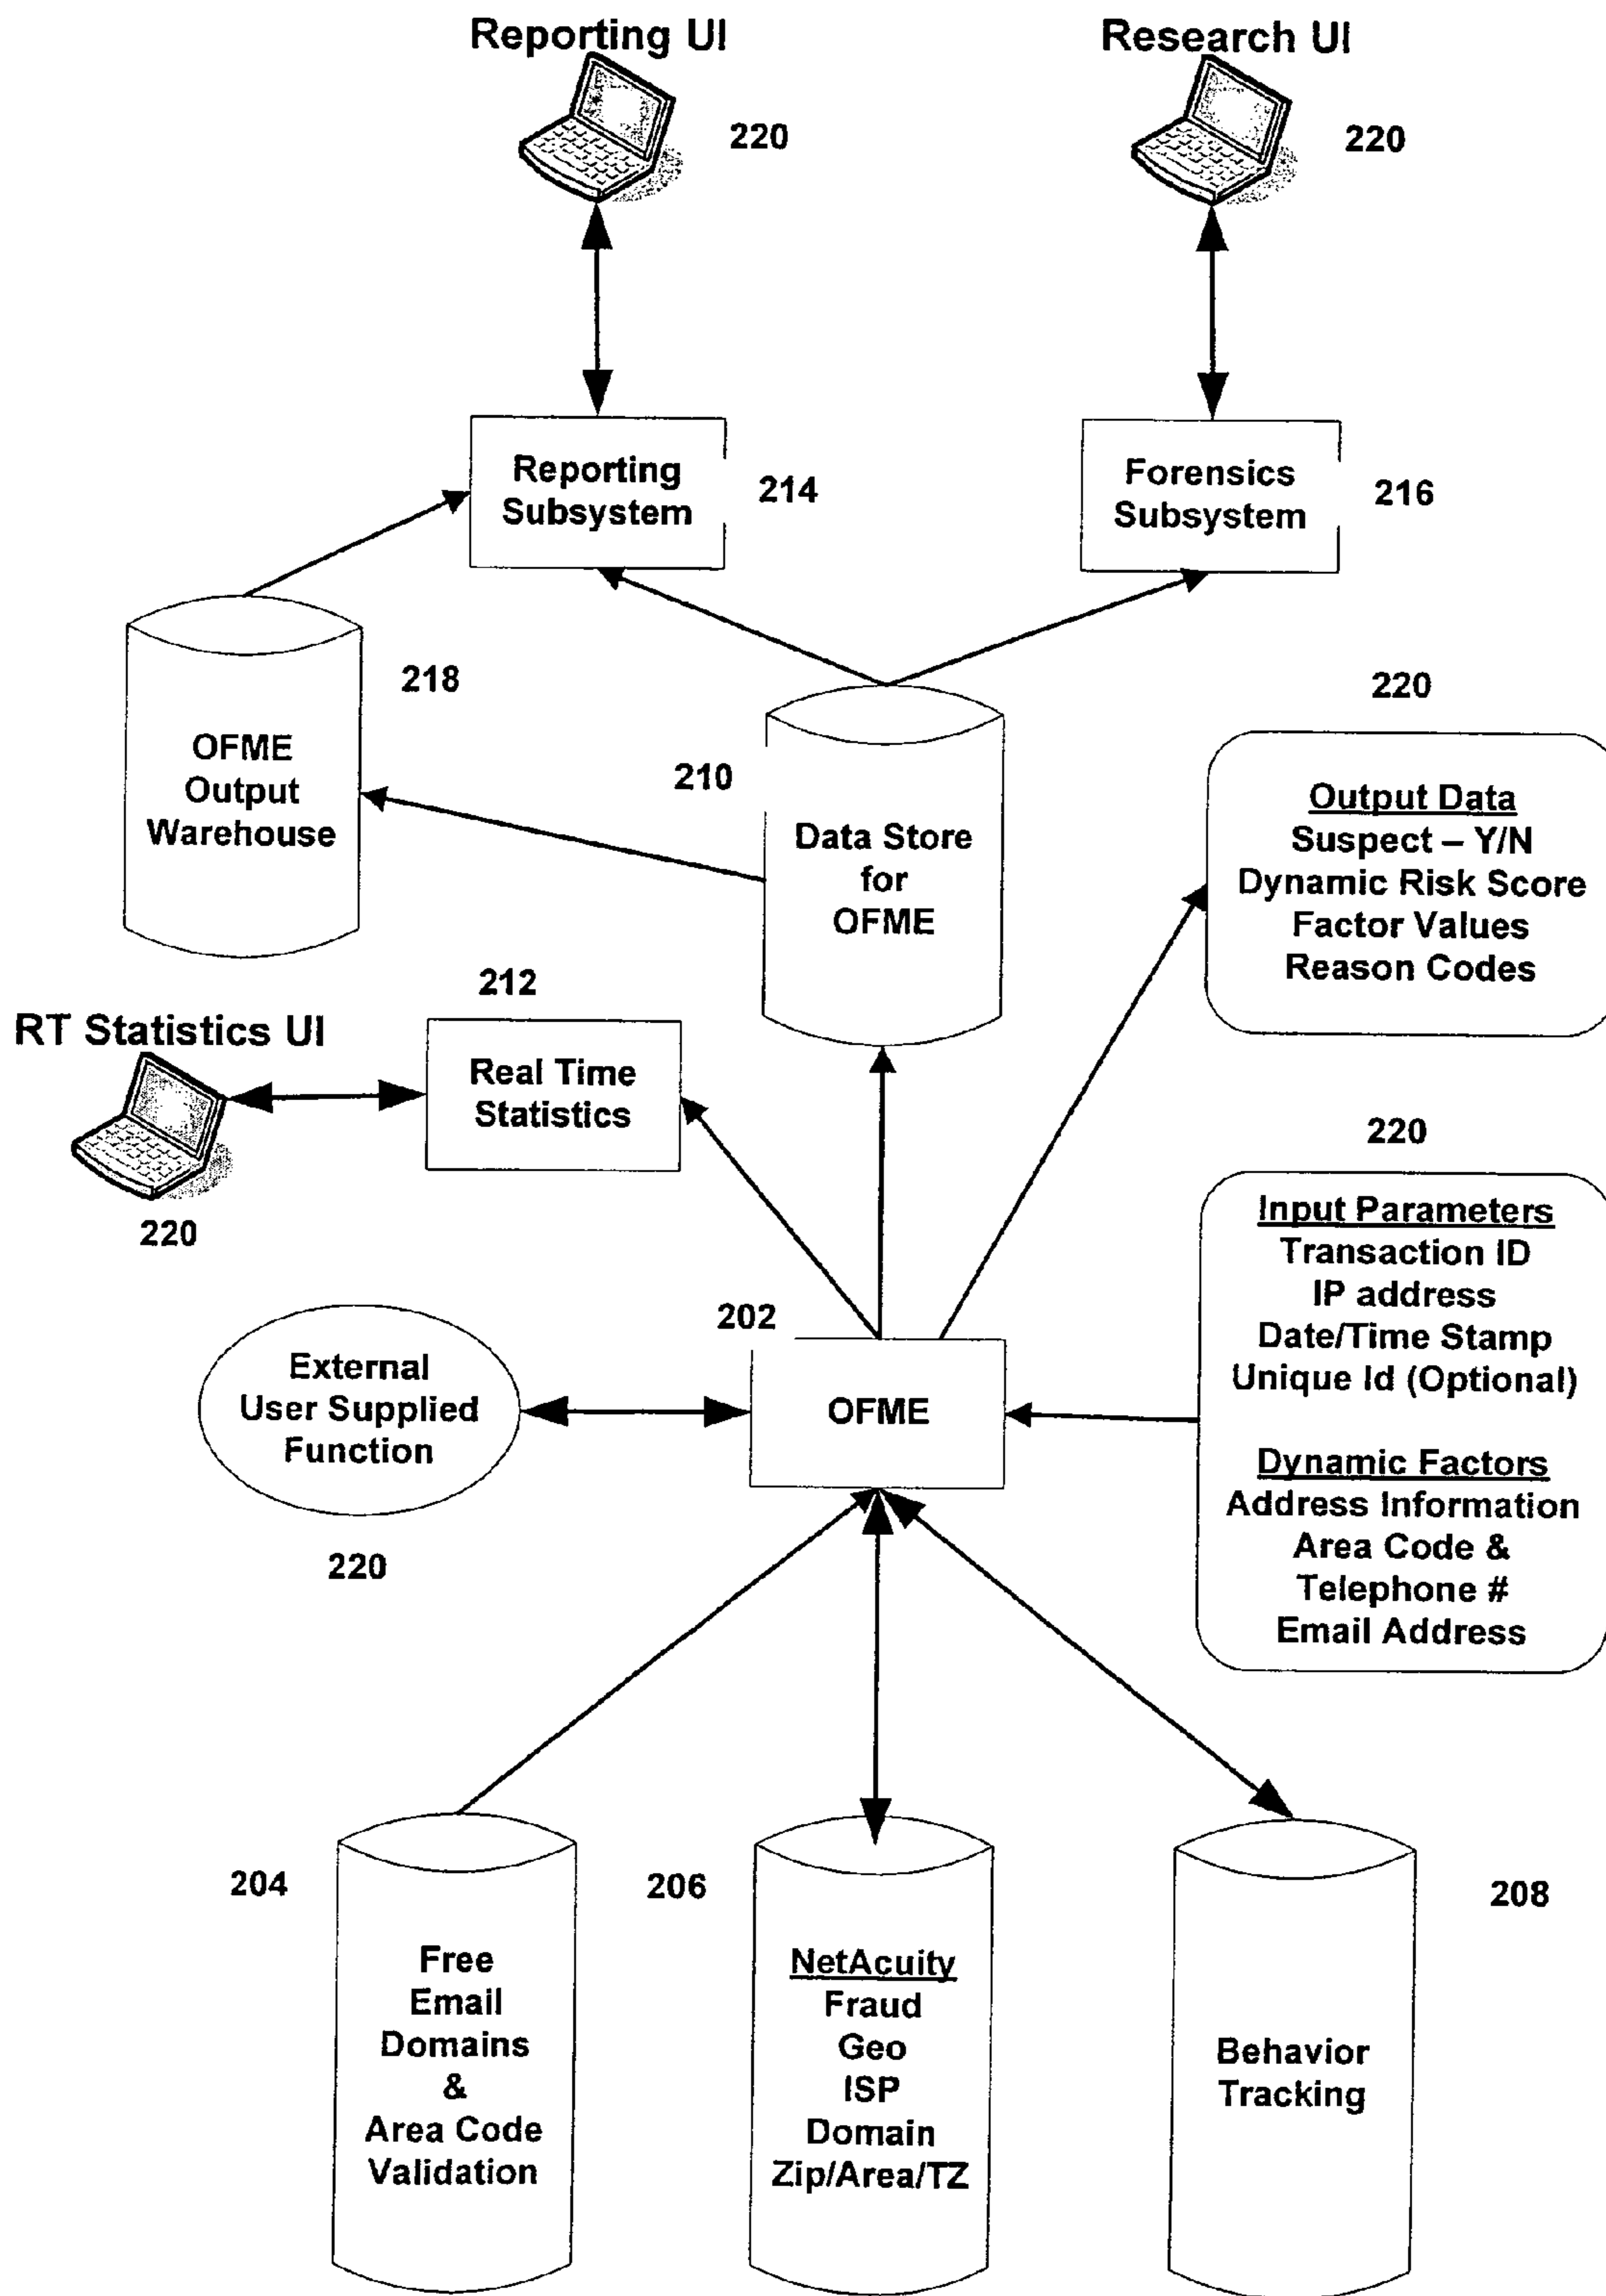 Reporting UI
220
Research UI
220
Reporting
Subsystem
214
Forensics
Subsystem
216
OFME
Output
Warehouse
218
210
Data Store
for
OFME
220
Output Data
Suspect – Y/N
Dynamic Risk Score
Factor Values
Reason Codes
RT Statistics UI
220
212
Real Time
Statistics
220
Input Parameters
Transaction ID
IP address
Date/Time Stamp
Unique Id (Optional)
Dynamic Factors
Address Information
Area Code &
Telephone #
Email Address
External
User Supplied
Function
220
202
OFME
204
Free
Email
Domains
&
Area Code
Validation
206
NetAcuity
Fraud
Geo
ISP
Domain
Zip/Area/TZ
208
Behavior
Tracking